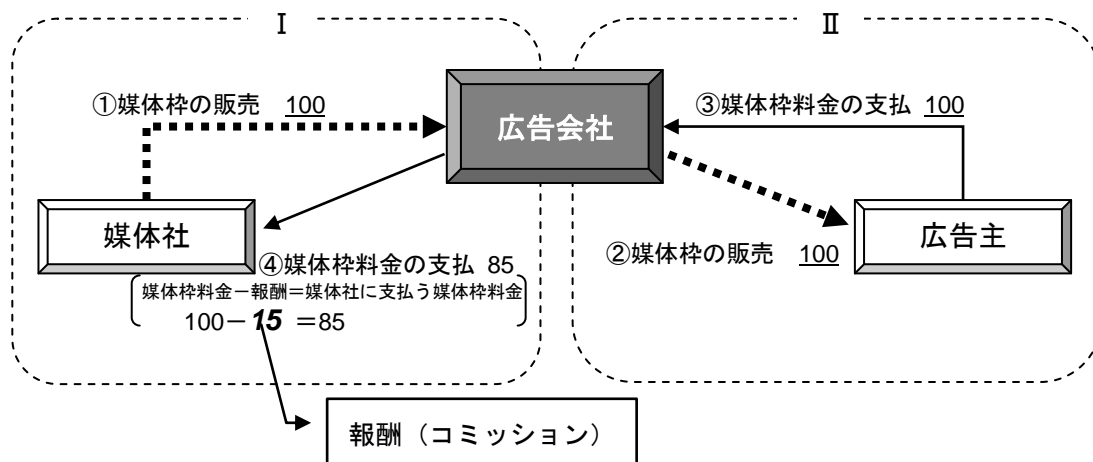 Ⅰ
Ⅱ
①媒体枠の販売 100
③媒体枠料金の支払 100
広告会社
媒体社
広告主
④媒体枠料金の支払 85
②媒体枠の販売 100
媒体枠料金－報酬＝媒体社に支払う媒体枠料金
100－15 ＝85
報酬（コミッション）